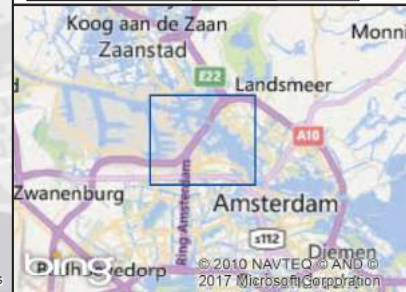 Koog aan de Zaan
Zaanstad
Monni
E22
Landsmeer
A10
Zwanenburg
Ring Amsterdam
Amsterdam
s112
Diemen
bing
© 2010 NAVTEQ © AND ©
2017 Microsoft Corporation